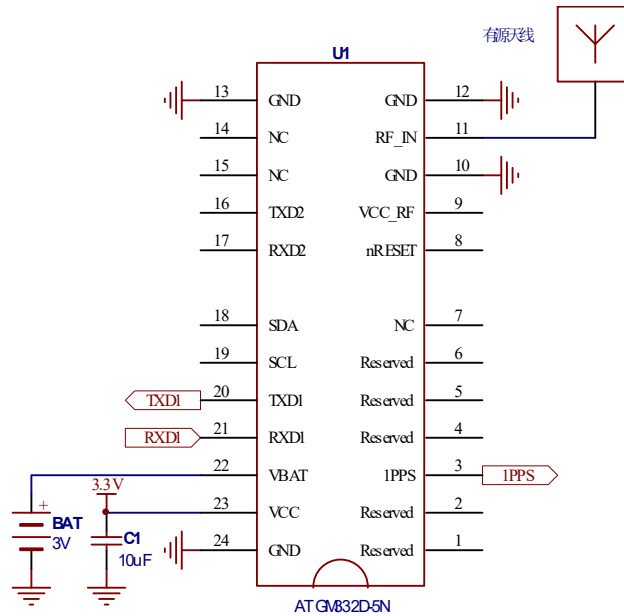 有源天线
U1
13 GND GND 12
14 NC RF_IN 11
15 NC GND 10
16 TXD2 VCC_RF 9
17 RXD2 nRESET 8
18 SDA NC 7
19 SCL Reserved 6
TXD1 20 TXD1 Reserved 5
RXD1 21 RXD1 Reserved 4
22 VBAT 1PPS 3 1PPS
3.3V 23 VCC Reserved 2
+
BAT
3V
C1
10uF
24 GND Reserved 1
ATGM332D-5N